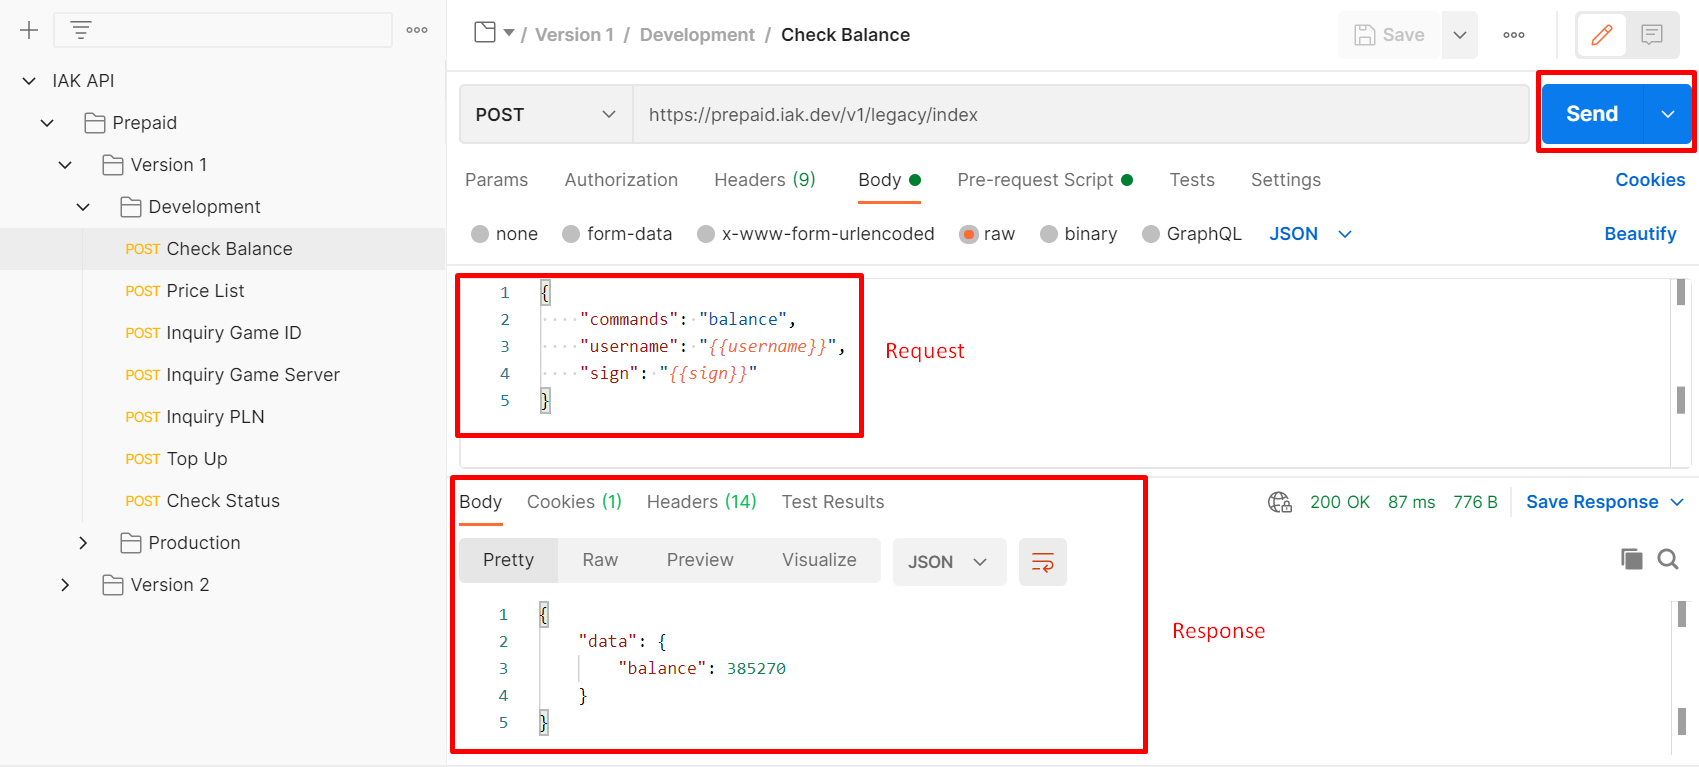 IAK API
Prepaid
Version 1
Development
POST Check Balance
POST Price List
POST Inquiry Game ID
POST Inquiry Game Server
POST Inquiry PLN
POST Top Up
POST Check Status
Production
Version 2
/ Version 1 / Development / Check Balance
Save
POST https://prepaid.iak.dev/v1/legacy/index Send
Params Authorization Headers (9) Body Pre-request Script Tests Settings Cookies
none form-data x-www-form-urlencoded raw binary GraphQL JSON Beautify
1 {
2 "commands": "balance",
3 "username": "{{username}}",
4 "sign": "{{sign}}"
5 }
Request
Body Cookies (1) Headers (14) Test Results 200 OK 87 ms 776 B Save Response
Pretty Raw Preview Visualize JSON
1 {
2 "data": {
3 "balance": 385270
4 }
5 }
Response